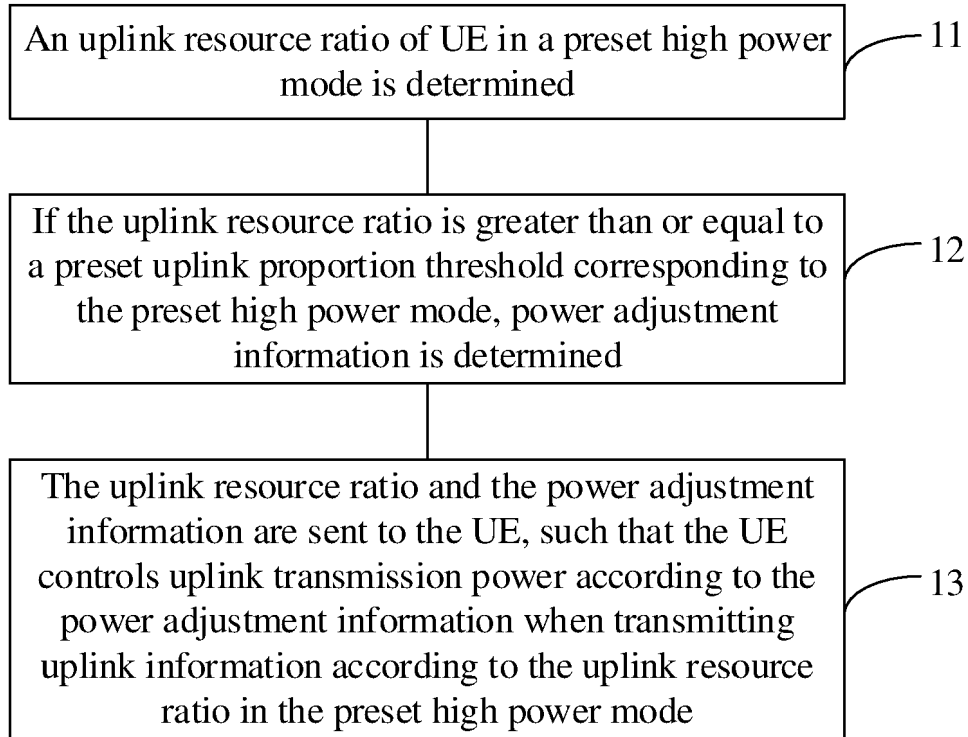 An uplink resource ratio of UE in a preset high power
mode is determined
11
If the uplink resource ratio is greater than or equal to
a preset uplink proportion threshold corresponding to
the preset high power mode, power adjustment
information is determined
12
The uplink resource ratio and the power adjustment
information are sent to the UE, such that the UE
controls uplink transmission power according to the
power adjustment information when transmitting
uplink information according to the uplink resource
ratio in the preset high power mode
13